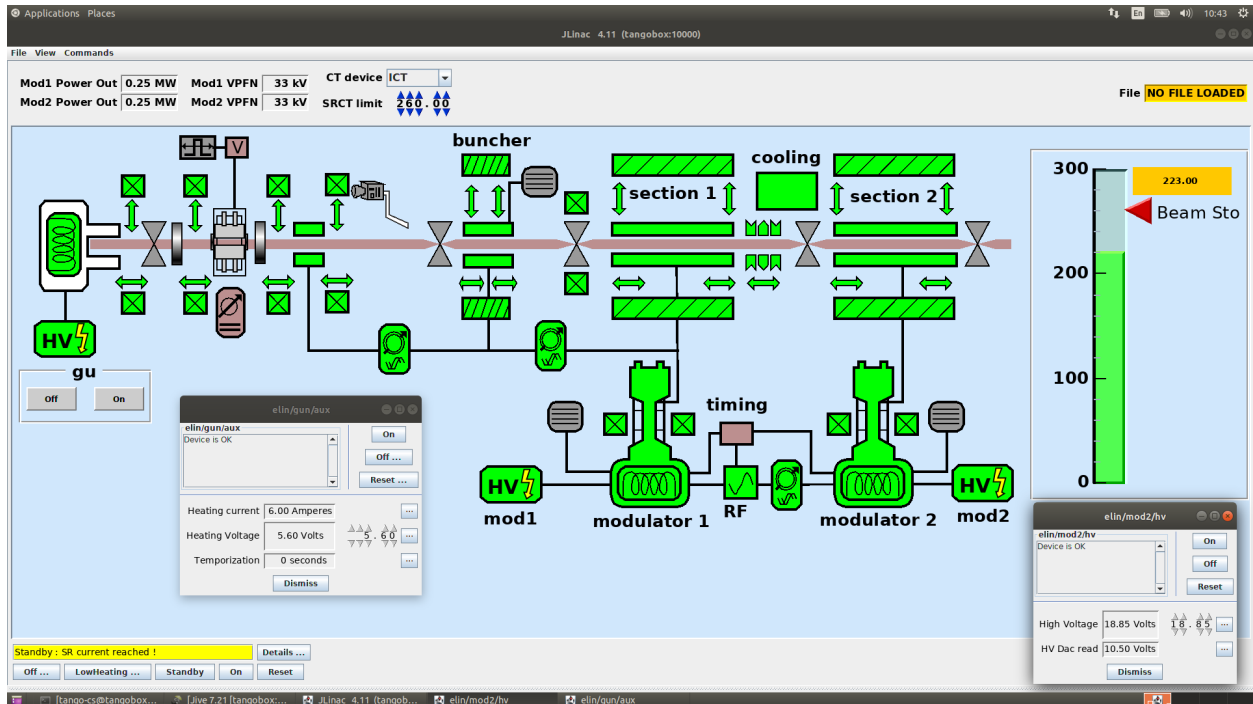 Applications Places
En 10:43
JLinac 4.11 (tangobox:10000)
File View Commands
Mod1 Power Out 0.25 MW Mod1 VPFN 33 kV CT device ICT
Mod2 Power Out 0.25 MW Mod2 VPFN 33 kV SRCT limit 260.00
File NO FILE LOADED
buncher
cooling
section 1
section 2
V
HV
gu
Off On
timing
HV
mod1
modulator 1
RF
modulator 2
HV
mod2
300
223.00
Beam Sto
200
100
0
elin/gun/aux
elin/gun/aux
Device is OK
On
Off ...
Reset ...
Heating current 6.00 Amperes ...
Heating Voltage 5.60 Volts 5.60 ...
Temporization 0 seconds ...
Dismiss
elin/mod2/hv
elin/mod2/hv
Device is OK
On
Off
Reset
High Voltage 18.85 Volts 18.85 ...
HV Dac read 10.50 Volts ...
Dismiss
Standby : SR current reached !
Details ...
Off ... LowHeating ... Standby On Reset
[tango-cs@tangobox... [Jive 7.21 [tangobox:... JLinac 4.11 (tangob... elin/mod2/hv elin/gun/aux